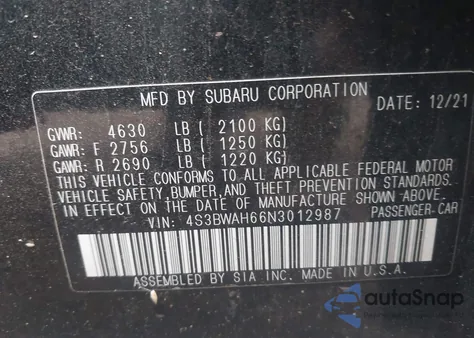 MFD BY SUBARU CORPORATION
DATE: 12/21
GVWR: 4630 LB ( 2100 KG)
GAWR: F 2756 LB ( 1250 KG)
GAWR: R 2690 LB ( 1220 KG)
THIS VEHICLE CONFORMS TO ALL APPLICABLE FEDERAL MOTOR
VEHICLE SAFETY, BUMPER, AND THEFT PREVENTION STANDARDS
IN EFFECT ON THE DATE OF MANUFACTURE SHOWN ABOVE.
VIN: 4S3BWAH66N3012987 PASSENGER-CAR
ASSEMBLED BY SIA INC. MADE IN U.S.A.
autoSnap